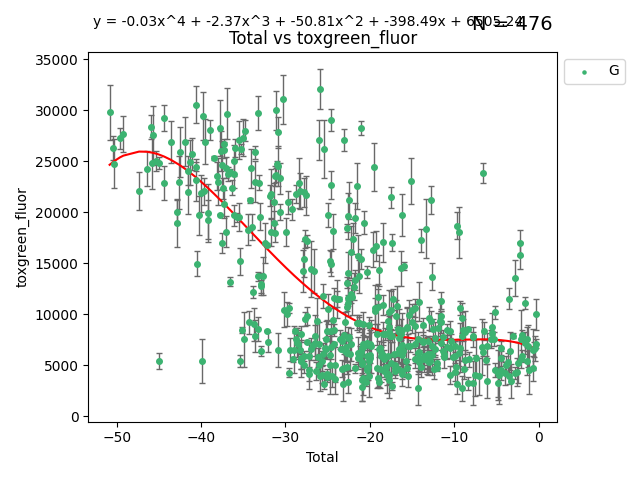 y = -0.03x^4 + -2.37x^3 + -50.81x^2 + -398.49x + 6505.24
N = 476
Total vs toxgreen_fluor
G
35000
30000
25000
20000
15000
10000
5000
0
toxgreen_fluor
−50 −40 −30 −20 −10 0
Total